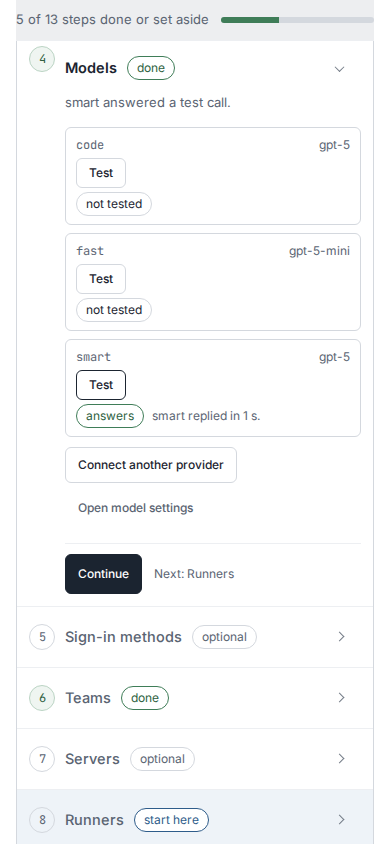 5 of 13 steps done or set aside
4 Models done
smart answered a test call.
code gpt-5
Test
not tested
fast gpt-5-mini
Test
not tested
smart gpt-5
Test
answers smart replied in 1 s.
Connect another provider
Open model settings
Continue Next: Runners
5 Sign-in methods optional
6 Teams done
7 Servers optional
8 Runners start here